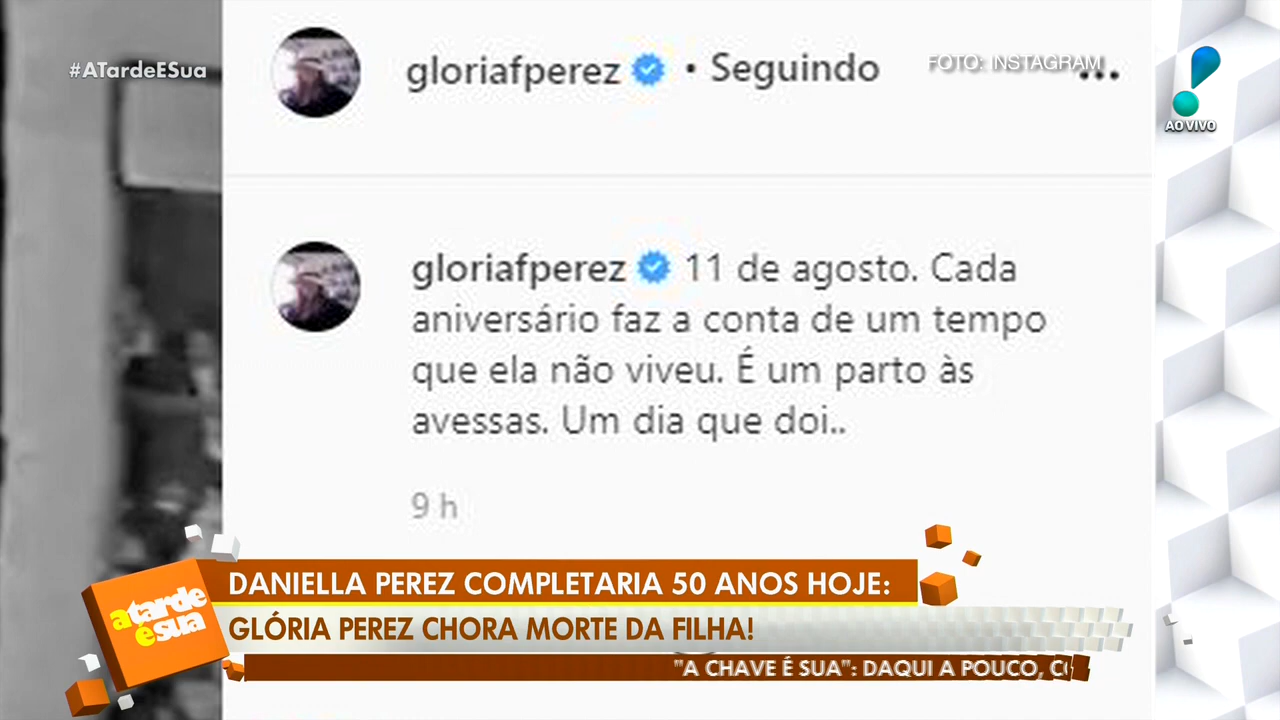 #ATardeESua
gloriafperez • Seguindo
FOTO: INSTAGRAM
...
AO VIVO
gloriafperez 11 de agosto. Cada
aniversário faz a conta de um tempo
que ela não viveu. É um parto às
avessas. Um dia que doi..
9 h
a tarde
é sua
DANIELLA PEREZ COMPLETARIA 50 ANOS HOJE:
GLÓRIA PEREZ CHORA MORTE DA FILHA!
"A CHAVE É SUA": DAQUI A POUCO,